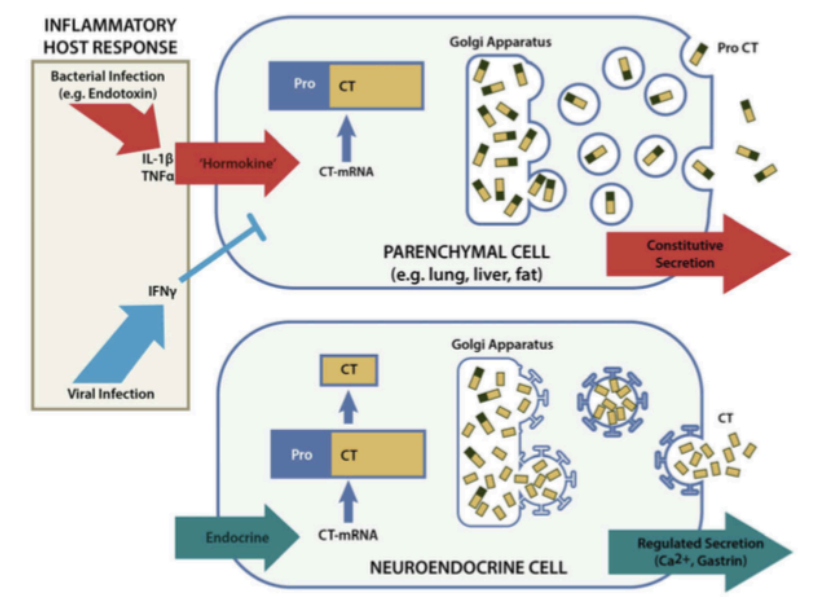 INFLAMMATORY
HOST RESPONSE
Bacterial Infection
(e.g. Endotoxin)
IL-1β
TNFα
'Hormokine'
IFNγ
Viral Infection
Pro CT
CT-mRNA
Golgi Apparatus
Pro CT
PARENCHYMAL CELL
(e.g. lung, liver, fat)
Constitutive
Secretion
CT
Pro CT
CT-mRNA
Endocrine
Golgi Apparatus
CT
NEUROENDOCRINE CELL
Regulated Secretion
(Ca2+, Gastrin)